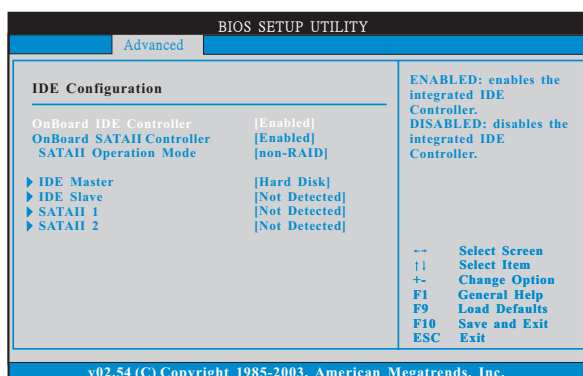 BIOS SETUP UTILITY
Advanced
IDE Configuration
OnBoard IDE Controller [Enabled]
OnBoard SATAII Controller [Enabled]
SATAII Operation Mode [non-RAID]
IDE Master [Hard Disk]
IDE Slave [Not Detected]
SATAII 1 [Not Detected]
SATAII 2 [Not Detected]
ENABLED: enables the
integrated IDE
Controller.
DISABLED: disables the
integrated IDE
Controller.
←→ Select Screen
↑↓ Select Item
+- Change Option
F1 General Help
F9 Load Defaults
F10 Save and Exit
ESC Exit
v02.54 (C) Copyright 1985-2003, American Megatrends, Inc.